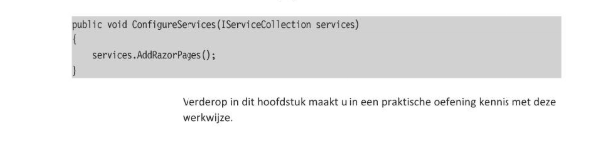 public void ConfigureServices(IServiceCollection services)
{
    services.AddRazorPages();
}
Verderop in dit hoofdstuk maakt u in een praktische oefening kennis met deze
werkwijze.